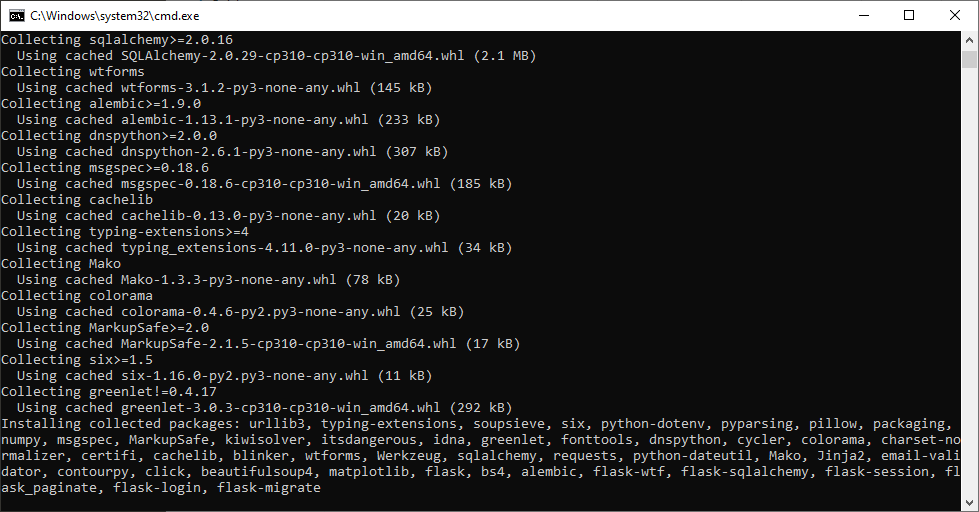 C:\Windows\system32\cmd.exe
Collecting sqlalchemy>=2.0.16
  Using cached SQLAlchemy-2.0.29-cp310-cp310-win_amd64.whl (2.1 MB)
Collecting wtforms
  Using cached wtforms-3.1.2-py3-none-any.whl (145 kB)
Collecting alembic>=1.9.0
  Using cached alembic-1.13.1-py3-none-any.whl (233 kB)
Collecting dnspython>=2.0.0
  Using cached dnspython-2.6.1-py3-none-any.whl (307 kB)
Collecting msgspec>=0.18.6
  Using cached msgspec-0.18.6-cp310-cp310-win_amd64.whl (185 kB)
Collecting cachelib
  Using cached cachelib-0.13.0-py3-none-any.whl (20 kB)
Collecting typing-extensions>=4
  Using cached typing_extensions-4.11.0-py3-none-any.whl (34 kB)
Collecting Mako
  Using cached Mako-1.3.3-py3-none-any.whl (78 kB)
Collecting colorama
  Using cached colorama-0.4.6-py2.py3-none-any.whl (25 kB)
Collecting MarkupSafe>=2.0
  Using cached MarkupSafe-2.1.5-cp310-cp310-win_amd64.whl (17 kB)
Collecting six>=1.5
  Using cached six-1.16.0-py2.py3-none-any.whl (11 kB)
Collecting greenlet!=0.4.17
  Using cached greenlet-3.0.3-cp310-cp310-win_amd64.whl (292 kB)
Installing collected packages: urllib3, typing-extensions, soupsieve, six, python-dotenv, pyparsing, pillow, packaging,
numpy, msgspec, MarkupSafe, kiwisolver, itsdangerous, idna, greenlet, fonttools, dnspython, cycler, colorama, charset-no
rmalizer, certifi, cachelib, blinker, wtforms, Werkzeug, sqlalchemy, requests, python-dateutil, Mako, Jinja2, email-vali
dator, contourpy, click, beautifulsoup4, matplotlib, flask, bs4, alembic, flask-wtf, flask-sqlalchemy, flask-session, fl
ask_paginate, flask-login, flask-migrate